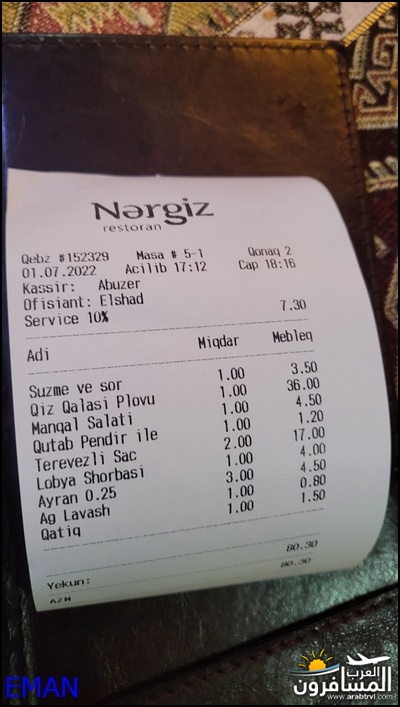 Nərgiz
restoran
Qebz #152329 Masa # 5-1 Qonaq 2
01.07.2022 Acilib 17:12 Cap 18:16
Kassir: Abuzer
Ofisiant: Elshad
Service 10% 7.30
Adi Miqdar Mebleq
Suzme ve sor 1.00 3.50
Qiz Qalasi Plovu 1.00 36.00
Manqal Salati 1.00 4.50
Qutab Pendir ile 1.00 1.20
Terevezli Sac 2.00 17.00
Lobya Shorbasi 1.00 4.00
Ayran 0.25 3.00 4.50
Ag Lavash 1.00 0.80
Qatiq 1.00 1.50
Yekun: 80.30
AZN 80.30
EMAN
العرب
المسافرون
www.arabtrvl.com